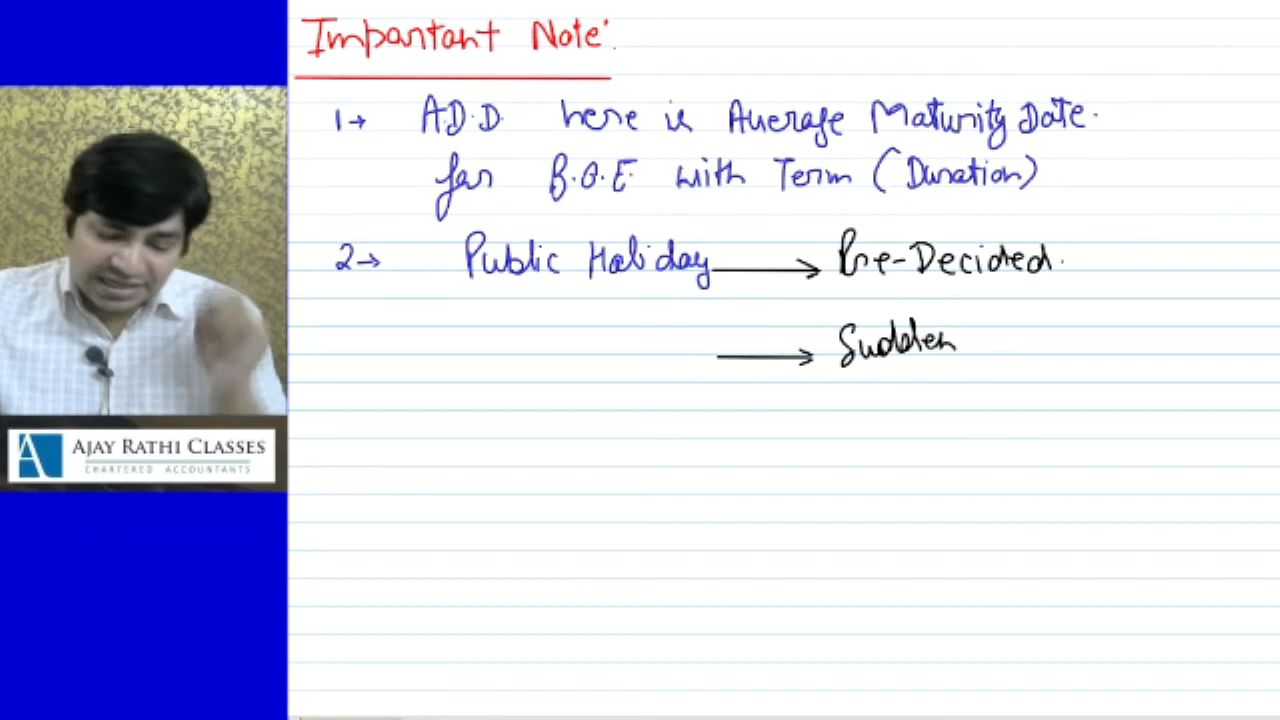 Important Note:
1→ A.D.D. here is Average Maturity Date.
for B.O.E. with Term (Duration)
2→ Public Holiday → Pre-Decided.
→ Sudden
AJAY RATHI CLASSES
CHARTERED ACCOUNTANTS